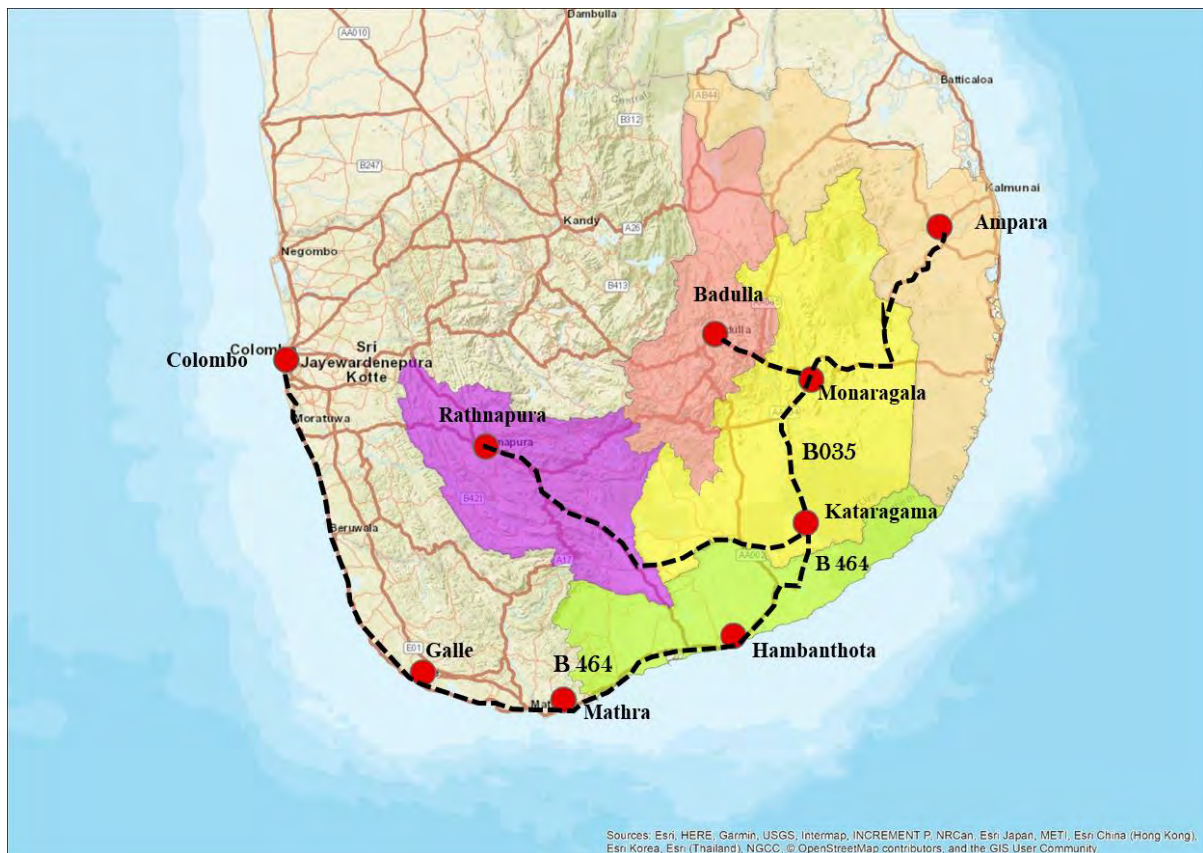 Dambulla
AA010
Batticaloa
AB44
Central
B312
B247
Kalmunai
Kandy
A26
Ampara
Negombo
B413
Badulla
Colombo
Sri
Jayewardenepura
Kotte
Monaragala
Moratuwa
Rathnapura
B035
B421
Kataragama
Beruwala
AA002
A17
B 464
Galle
E01
Hambanthota
B 464
Mathra
Sources: Esri, HERE, Garmin, USGS, Intermap, INCREMENT P, NRCan, Esri Japan, METI, Esri China (Hong Kong),
Esri Korea, Esri (Thailand), NGCC, © OpenStreetMap contributors, and the GIS User Community